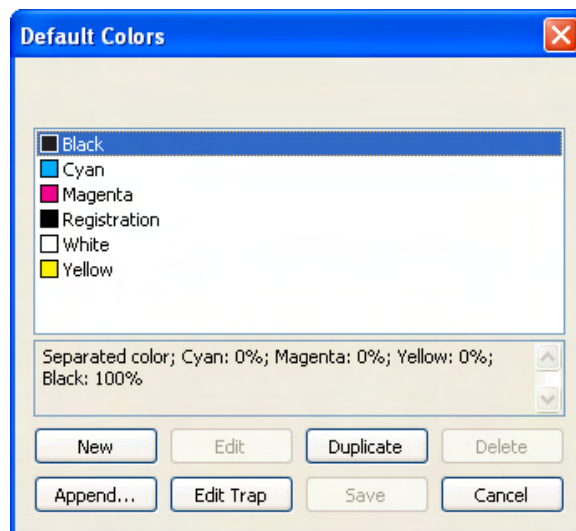 Default Colors
Black
Cyan
Magenta
Registration
White
Yellow
Separated color; Cyan: 0%; Magenta: 0%; Yellow: 0%;
Black: 100%
New Edit Duplicate Delete
Append... Edit Trap Save Cancel